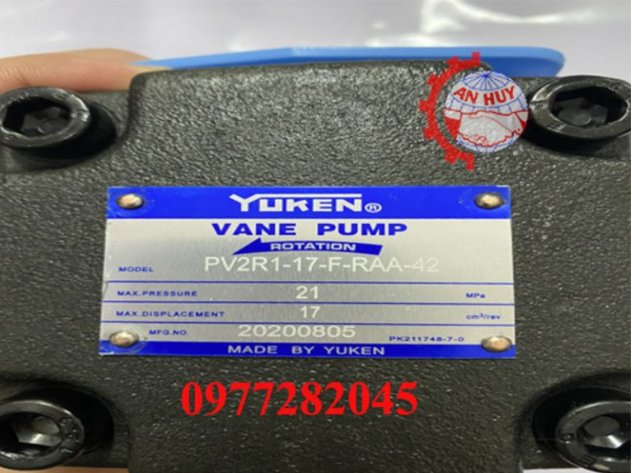 AN HUY
YUKEN®
VANE PUMP
ROTATION
MODEL PV2R1-17-F-RAA-42
MAX.PRESSURE 21 MPa
MAX.DISPLACEMENT 17 cm³/rev
MFG.NO. 20200805 PK211748-7-0
MADE BY YUKEN
0977282045